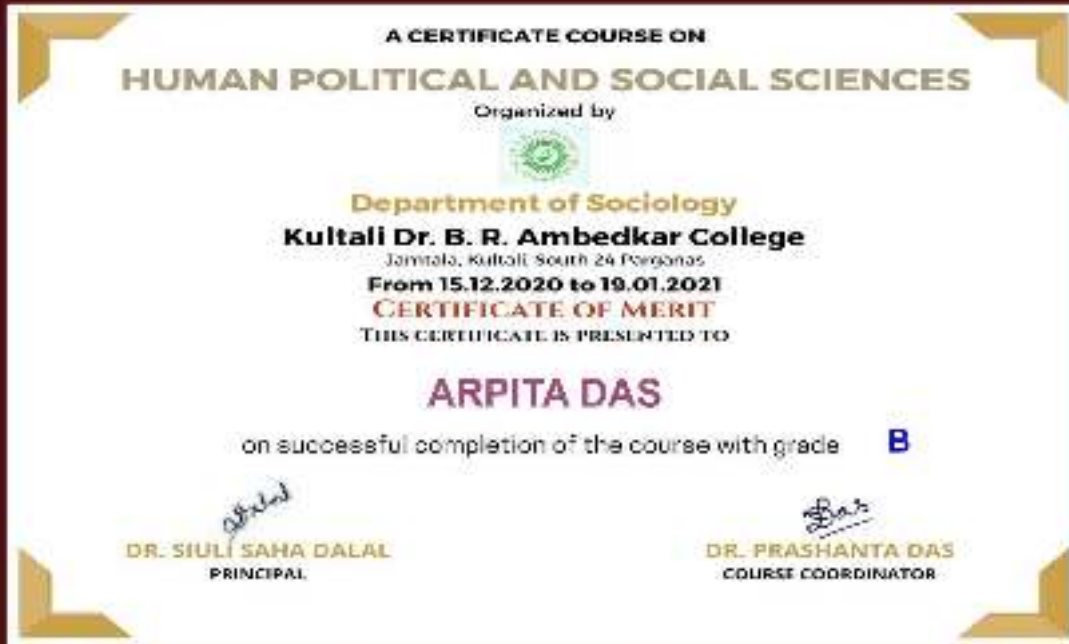 A CERTIFICATE COURSE ON
HUMAN POLITICAL AND SOCIAL SCIENCES
Organized by
Department of Sociology
Kultali Dr. B. R. Ambedkar College
Jamtala, Kultali, South 24 Parganas
From 15.12.2020 to 19.01.2021
CERTIFICATE OF MERIT
THIS CERTIFICATE IS PRESENTED TO
ARPITA DAS
on successful completion of the course with grade B
DR. SIULI SAHA DALAL
PRINCIPAL
DR. PRASHANTA DAS
COURSE COORDINATOR